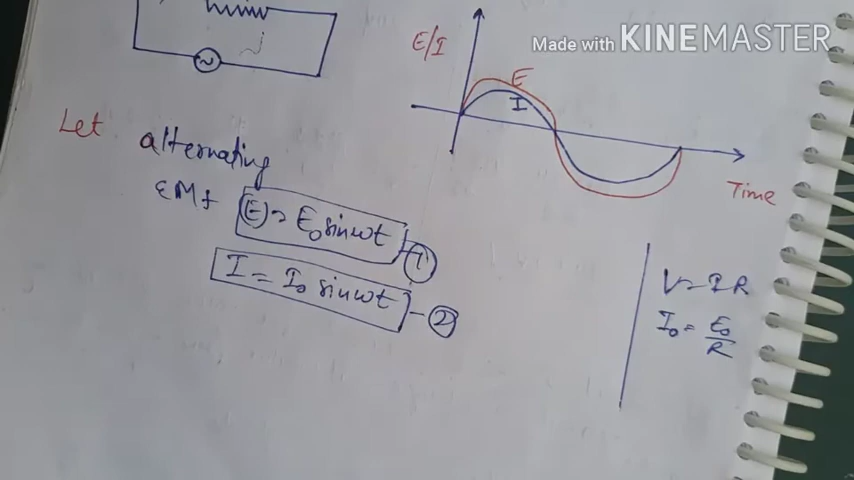 Made with KINEMASTER
E/I
E
I
Time
Let alternating
EMf E = E₀ sinωt - ①
I = I₀ sinωt - ②
V = IR
I₀ = E₀/R